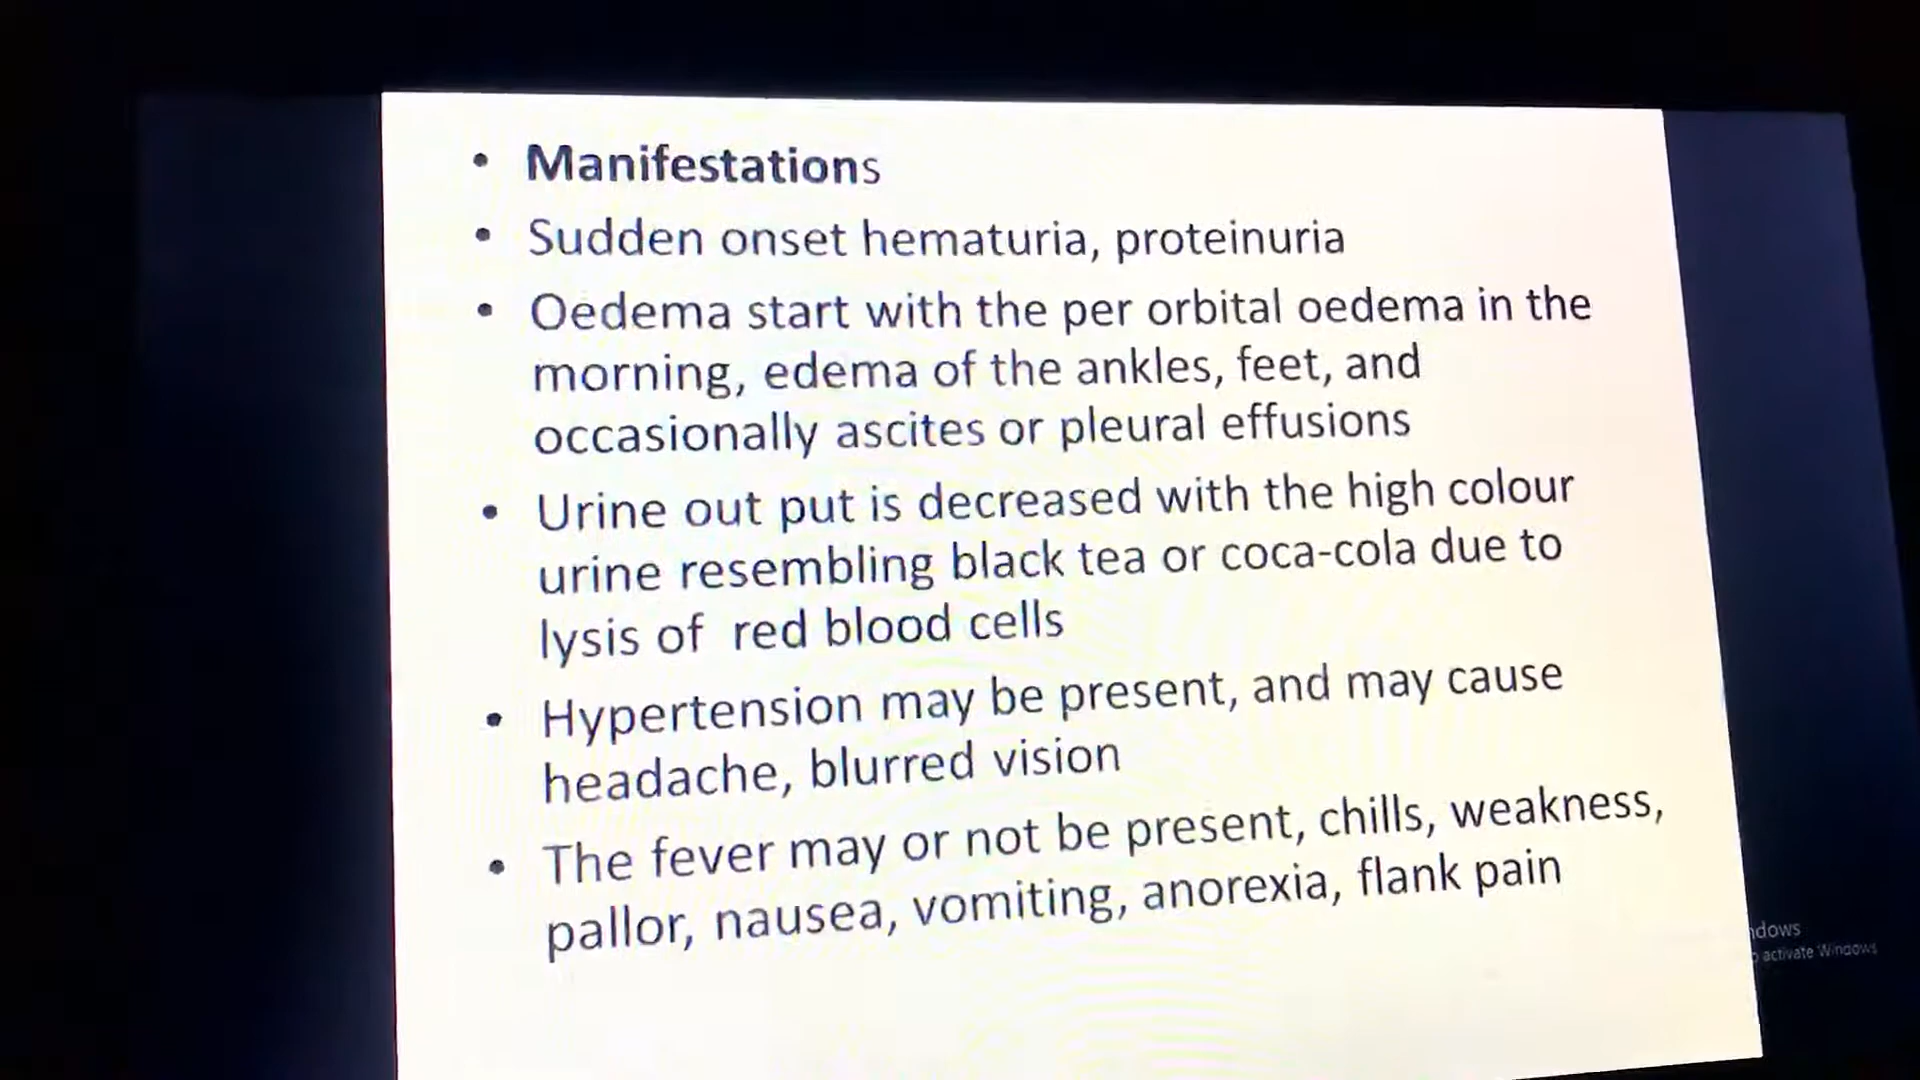 • Manifestations
• Sudden onset hematuria, proteinuria
• Oedema start with the per orbital oedema in the
morning, edema of the ankles, feet, and
occasionally ascites or pleural effusions
• Urine out put is decreased with the high colour
urine resembling black tea or coca-cola due to
lysis of red blood cells
• Hypertension may be present, and may cause
headache, blurred vision
• The fever may or not be present, chills, weakness,
pallor, nausea, vomiting, anorexia, flank pain
activate Windows